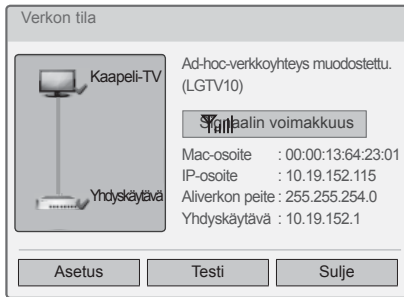 Verkon tila
Kaapeli-TV
Yhdyskäytävä
Ad-hoc-verkkoyhteys muodostettu.
(LGTV10)
Signaalin voimakkuus
Mac-osoite : 00:00:13:64:23:01
IP-osoite : 10.19.152.115
Aliverkon peite : 255.255.254.0
Yhdyskäytävä : 10.19.152.1
Asetus Testi Sulje